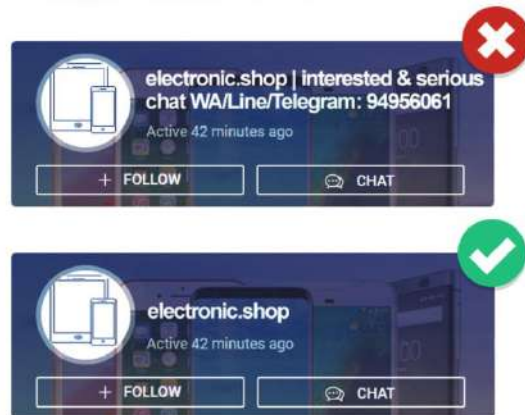 electronic.shop | interested & serious
chat WA/Line/Telegram: 94956061
Active 42 minutes ago
+ FOLLOW
CHAT
electronic.shop
Active 42 minutes ago
+ FOLLOW
CHAT